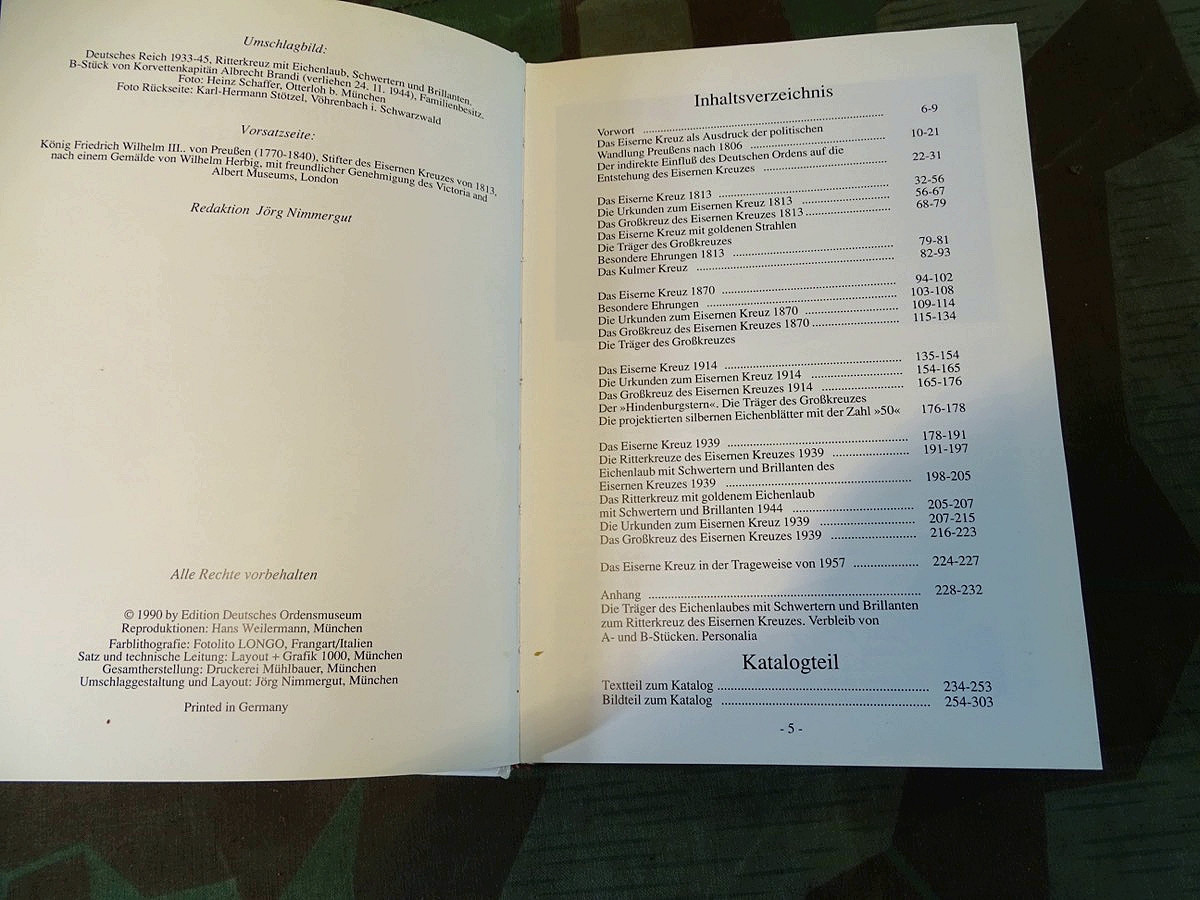 Umschlagbild:
Deutsches Reich 1933-45, Ritterkreuz mit Eichenlaub, Schwertern und Brillanten,
B-Stück von Korvettenkapitän Albrecht Brandi (verliehen 24. 11. 1944), Familienbesitz.
Foto: Heinz Schaffer, Otterloh b. München
Foto Rückseite: Karl-Hermann Stötzel, Vöhrenbach i. Schwarzwald
Vorsatzseite:
König Friedrich Wilhelm III.. von Preußen (1770-1840), Stifter des Eisernen Kreuzes von 1813,
nach einem Gemälde von Wilhelm Herbig, mit freundlicher Genehmigung des Victoria and
Albert Museums, London
Redaktion Jörg Nimmergut
Alle Rechte vorbehalten
© 1990 by Edition Deutsches Ordensmuseum
Reproduktionen: Hans Weilermann, München
Farblithografie: Fotolito LONGO, Frangart/Italien
Satz und technische Leitung: Layout + Grafik 1000, München
Gesamtherstellung: Druckerei Mühlbauer, München
Umschlaggestaltung und Layout: Jörg Nimmergut, München
Printed in Germany
Inhaltsverzeichnis
Vorwort ........ 6-9
Das Eiserne Kreuz als Ausdruck der politischen
Wandlung Preußens nach 1806 ........ 10-21
Der indirekte Einfluß des Deutschen Ordens auf die
Entstehung des Eisernen Kreuzes ........ 22-31
Das Eiserne Kreuz 1813 ........ 32-56
Die Urkunden zum Eisernen Kreuz 1813 ........ 56-67
Das Großkreuz des Eisernen Kreuzes 1813 ........ 68-79
Das Eiserne Kreuz mit goldenen Strahlen
Die Träger des Großkreuzes
Besondere Ehrungen 1813 ........ 79-81
Das Kulmer Kreuz ........ 82-93
Das Eiserne Kreuz 1870 ........ 94-102
Besondere Ehrungen ........ 103-108
Die Urkunden zum Eisernen Kreuz 1870 ........ 109-114
Das Großkreuz des Eisernen Kreuzes 1870 ........ 115-134
Die Träger des Großkreuzes
Das Eiserne Kreuz 1914 ........ 135-154
Die Urkunden zum Eisernen Kreuz 1914 ........ 154-165
Das Großkreuz des Eisernen Kreuzes 1914 ........ 165-176
Der »Hindenburgstern«. Die Träger des Großkreuzes
Die projektierten silbernen Eichenblätter mit der Zahl »50« 176-178
Das Eiserne Kreuz 1939 ........ 178-191
Die Ritterkreuze des Eisernen Kreuzes 1939 ........ 191-197
Eichenlaub mit Schwertern und Brillanten des
Eisernen Kreuzes 1939 ........ 198-205
Das Ritterkreuz mit goldenem Eichenlaub
mit Schwertern und Brillanten 1944 ........ 205-207
Die Urkunden zum Eisernen Kreuz 1939 ........ 207-215
Das Großkreuz des Eisernen Kreuzes 1939 ........ 216-223
Das Eiserne Kreuz in der Trageweise von 1957 ........ 224-227
Anhang ........ 228-232
Die Träger des Eichenlaubes mit Schwertern und Brillanten
zum Ritterkreuz des Eisernen Kreuzes. Verbleib von
A- und B-Stücken. Personalia
Katalogteil
Textteil zum Katalog ........ 234-253
Bildteil zum Katalog ........ 254-303
- 5 -